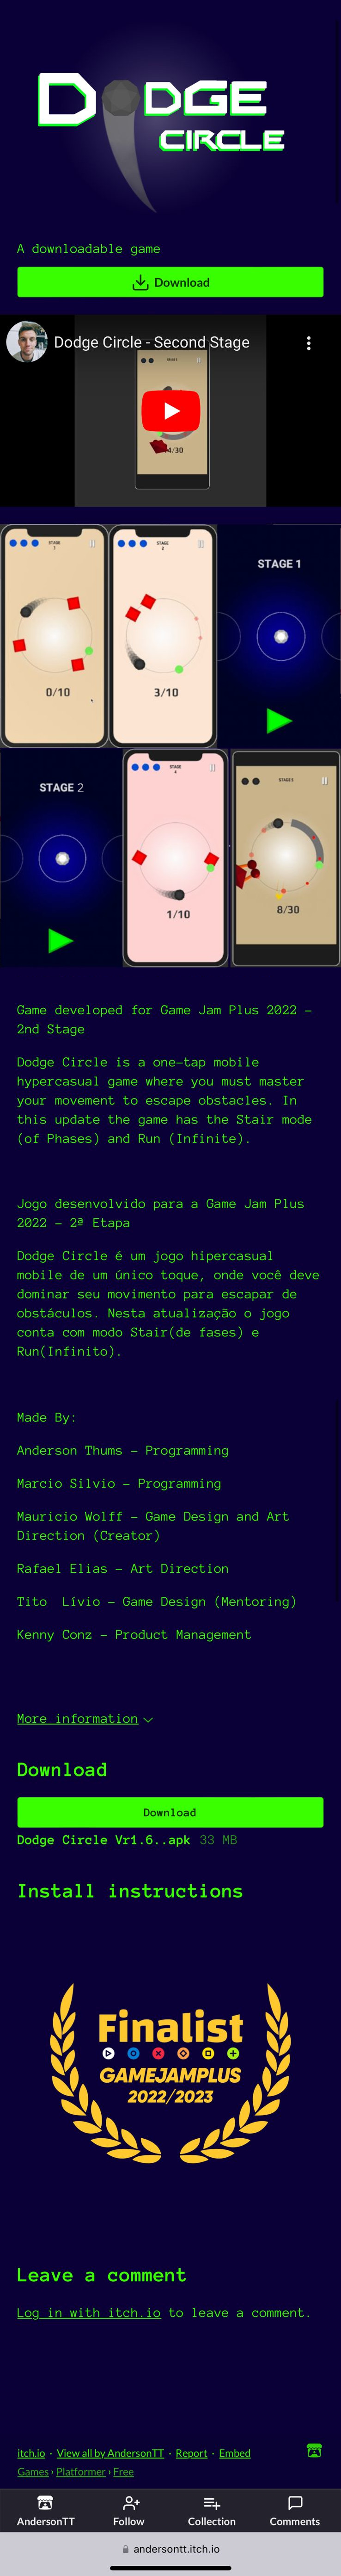 DODGE
CIRCLE
A downloadable game
Download
Dodge Circle - Second Stage
STAGE 1
0/10
3/10
STAGE 2
1/10
8/30
Game developed for Game Jam Plus 2022 -
2nd Stage
Dodge Circle is a one-tap mobile
hypercasual game where you must master
your movement to escape obstacles. In
this update the game has the Stair mode
(of Phases) and Run (Infinite).
Jogo desenvolvido para a Game Jam Plus
2022 - 2ª Etapa
Dodge Circle é um jogo hipercasual
mobile de um único toque, onde você deve
dominar seu movimento para escapar de
obstáculos. Nesta atualização o jogo
conta com modo Stair(de fases) e
Run(Infinito).
Made By:
Anderson Thums - Programming
Marcio Silvio - Programming
Mauricio Wolff - Game Design and Art
Direction (Creator)
Rafael Elias - Art Direction
Tito  Lívio - Game Design (Mentoring)
Kenny Conz - Product Management
More information
Download
Download
Dodge Circle Vr1.6..apk 33 MB
Install instructions
Finalist
GAMEJAMPLUS
2022/2023
Leave a comment
Log in with itch.io to leave a comment.
itch.io · View all by AndersonTT · Report · Embed
Games › Platformer › Free
AndersonTT Follow Collection Comments
andersontt.itch.io